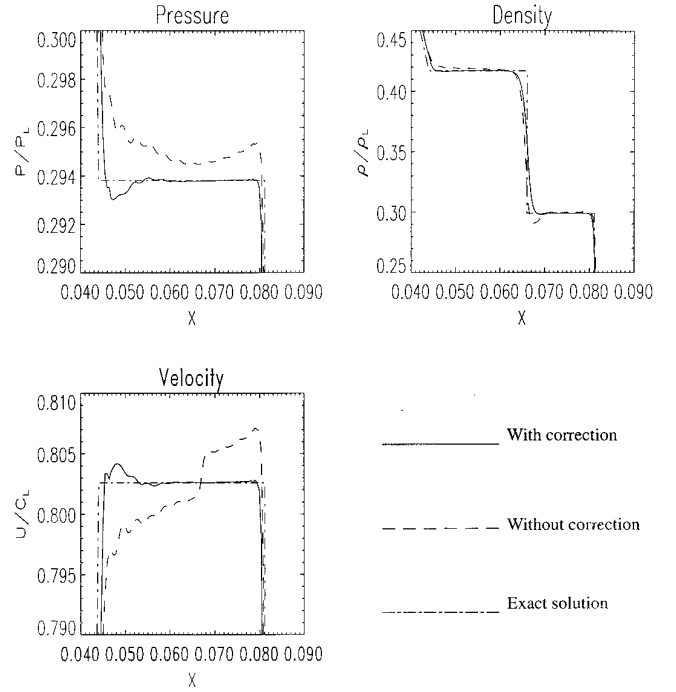 Pressure
Density
0.300
0.298
0.296
0.294
0.292
0.290
P/P_L
0.040 0.050 0.060 0.070 0.080 0.090
X
0.45
0.40
0.35
0.30
0.25
ρ/ρ_L
0.040 0.050 0.060 0.070 0.080 0.090
X
Velocity
0.810
0.805
0.800
0.795
0.790
U/C_L
0.040 0.050 0.060 0.070 0.080 0.090
X
With correction
Without correction
Exact solution